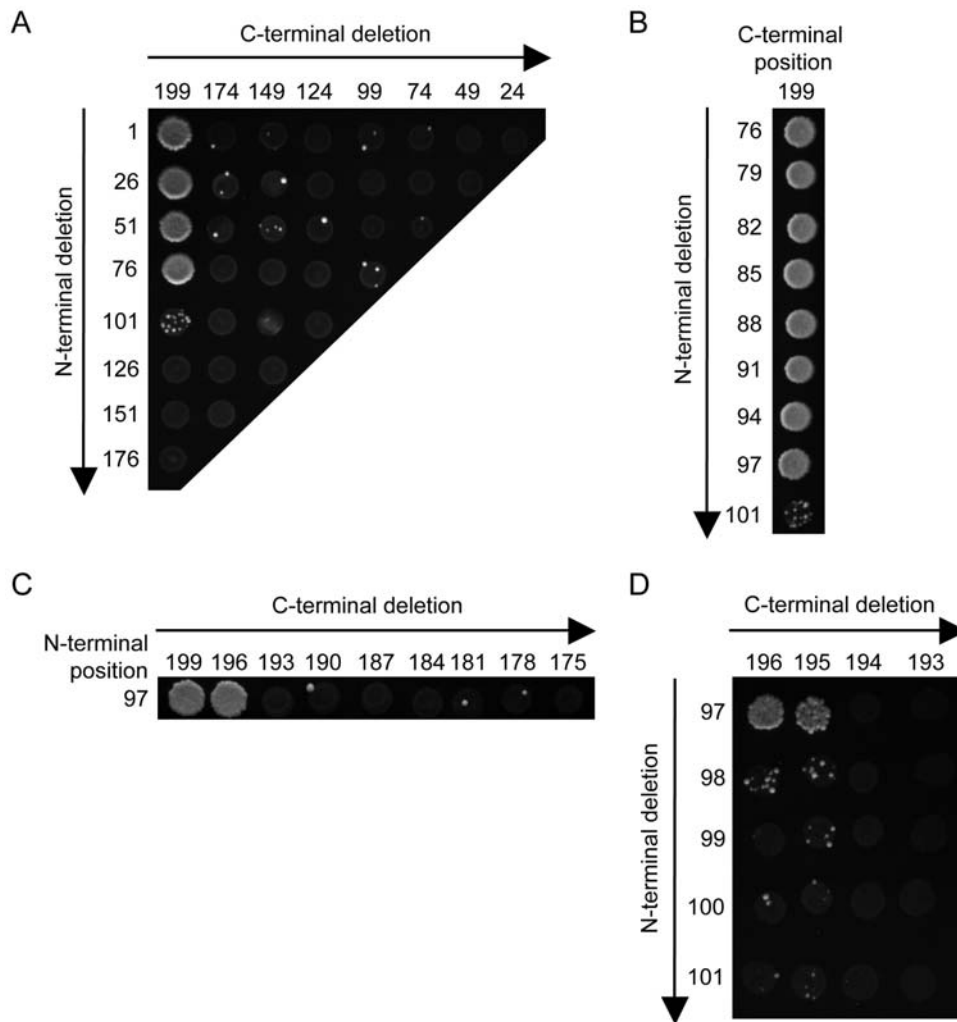 A
C-terminal deletion
199 174 149 124 99 74 49 24
N-terminal deletion
1
26
51
76
101
126
151
176
B
C-terminal
position
199
N-terminal deletion
76
79
82
85
88
91
94
97
101
C
C-terminal deletion
N-terminal
position
199 196 193 190 187 184 181 178 175
97
D
C-terminal deletion
196 195 194 193
N-terminal deletion
97
98
99
100
101